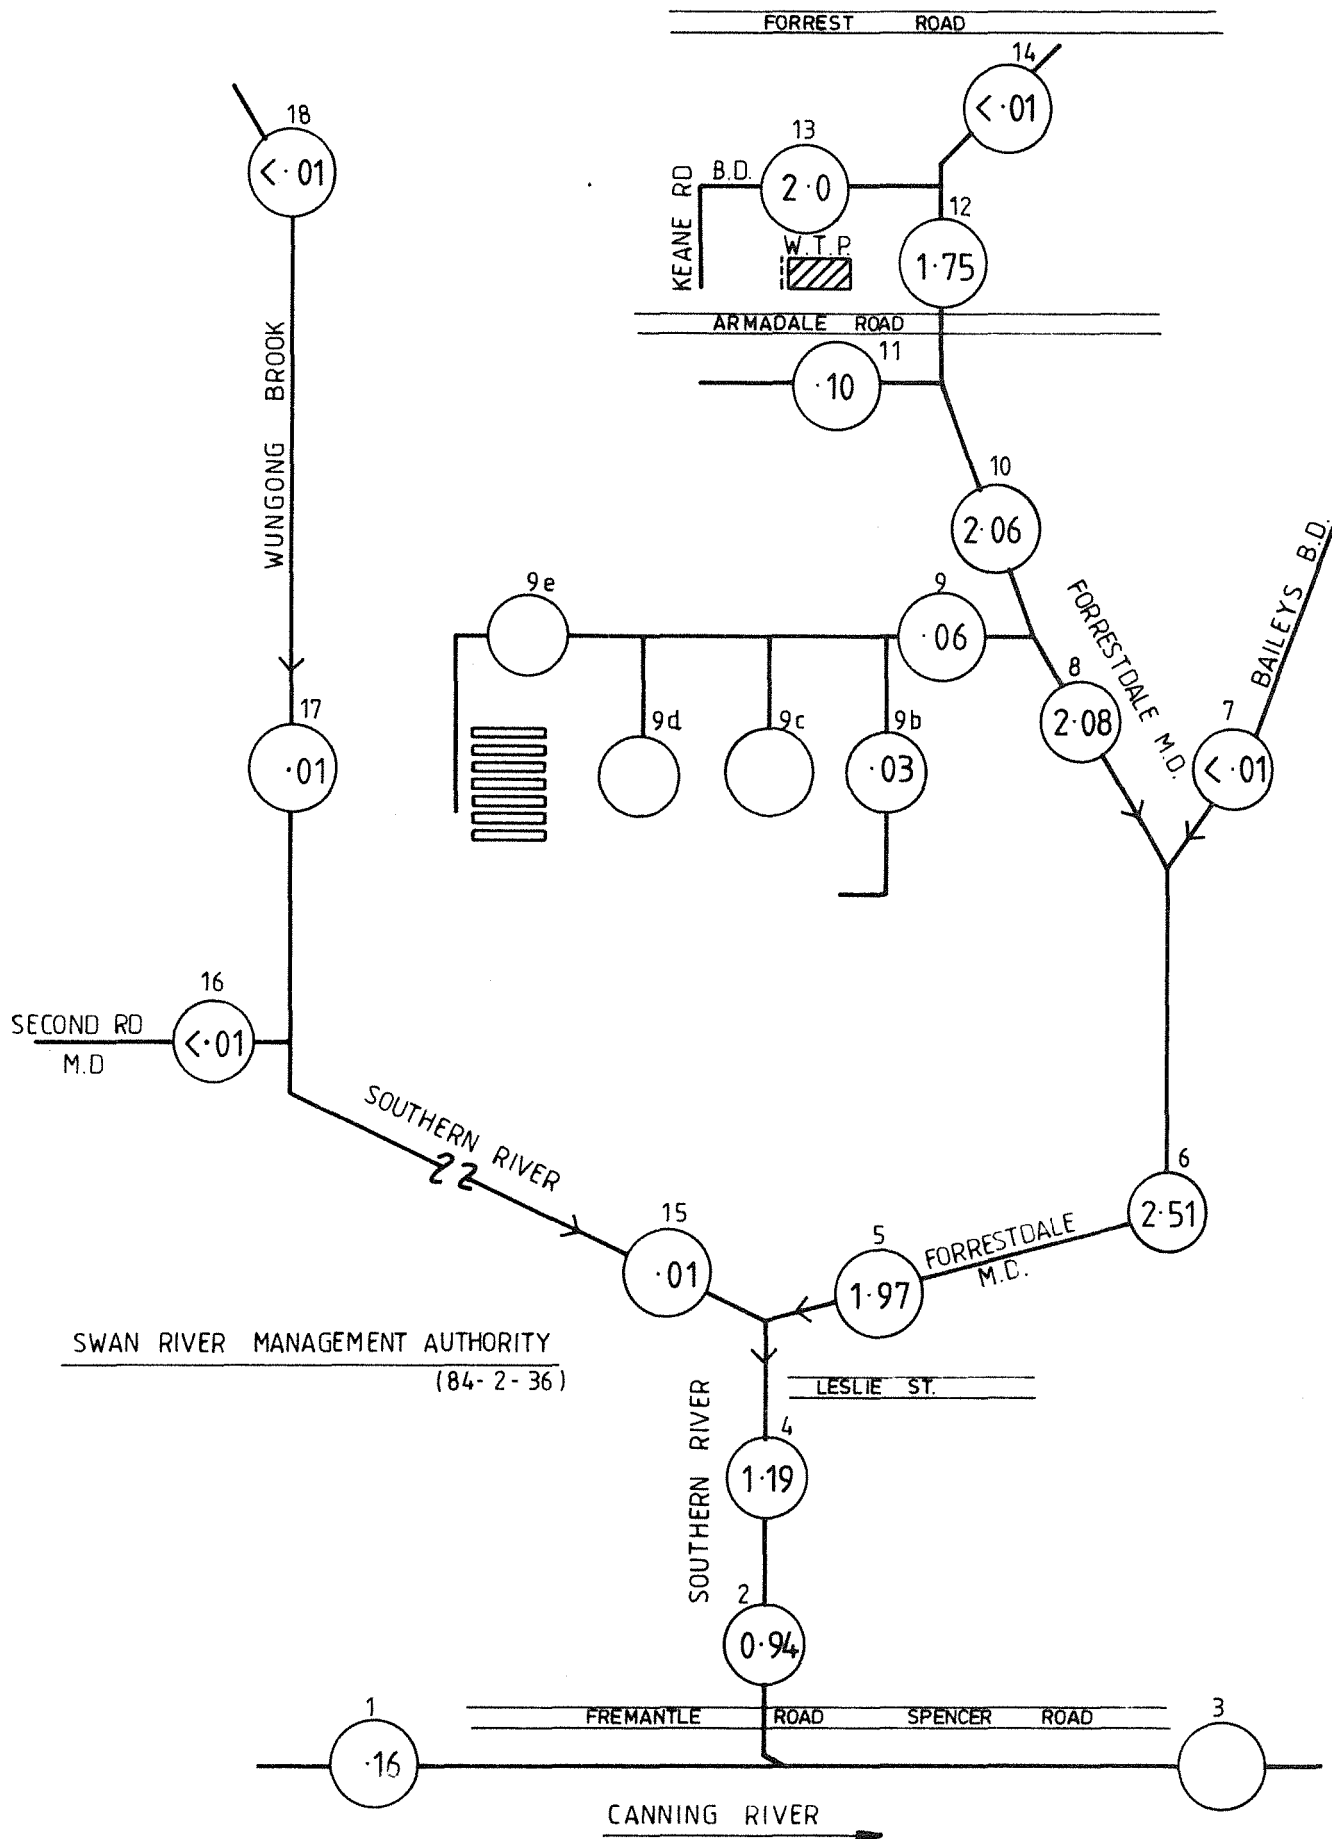 FORREST ROAD
14
<·01
18
<·01
13
B.D.
2·0
KEANE RD
12
W.T.P.
1·75
ARMADALE ROAD
11
·10
WUNGONG BROOK
10
2·06
BAILEYS B.D.
9e
9
·06
FORRESTDALE M.D.
8
2·08
7
<·01
17
·01
9d
9c
9b
·03
16
SECOND RD
M.D
<·01
SOUTHERN RIVER
6
2·51
15
·01
5
1·97
FORRESTDALE
M.D.
SWAN RIVER MANAGEMENT AUTHORITY
(84-2-36)
LESLIE ST.
SOUTHERN RIVER
4
1·19
2
0·94
1
FREMANTLE ROAD SPENCER ROAD
3
·16
CANNING RIVER